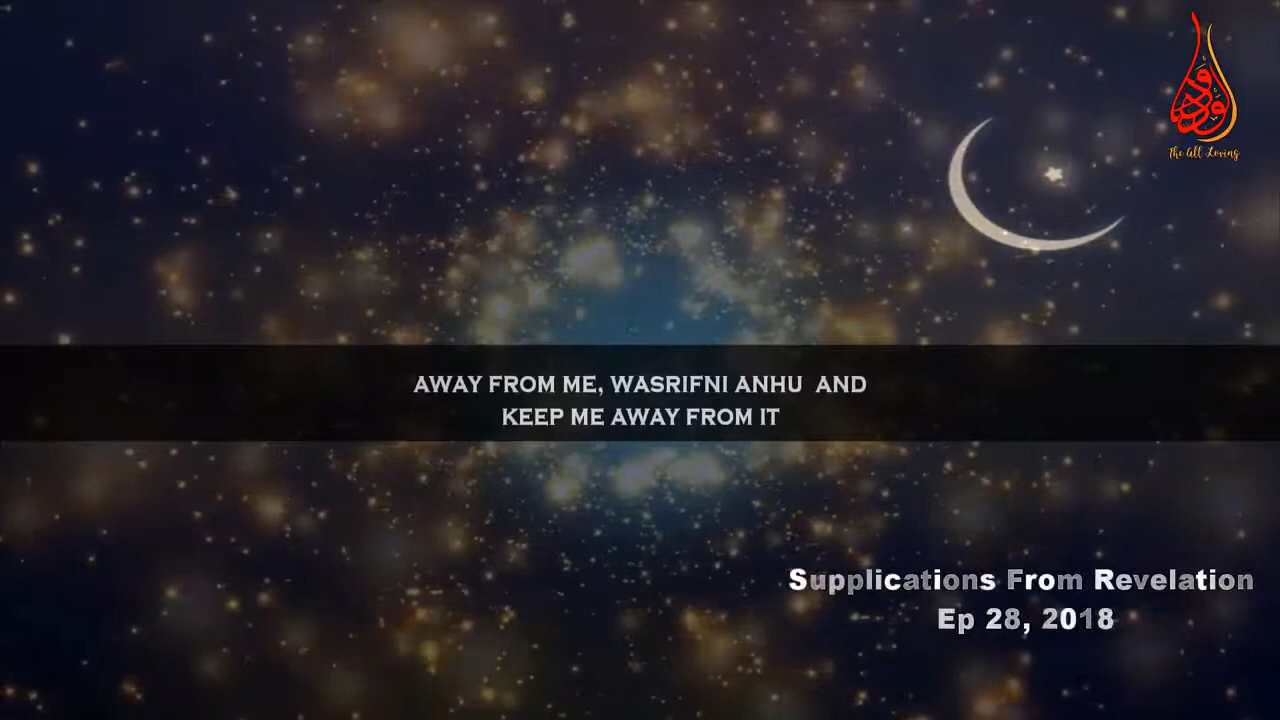 الودود
The All Loving
AWAY FROM ME, WASRIFNI ANHU  AND
KEEP ME AWAY FROM IT
Supplications From Revelation
Ep 28, 2018